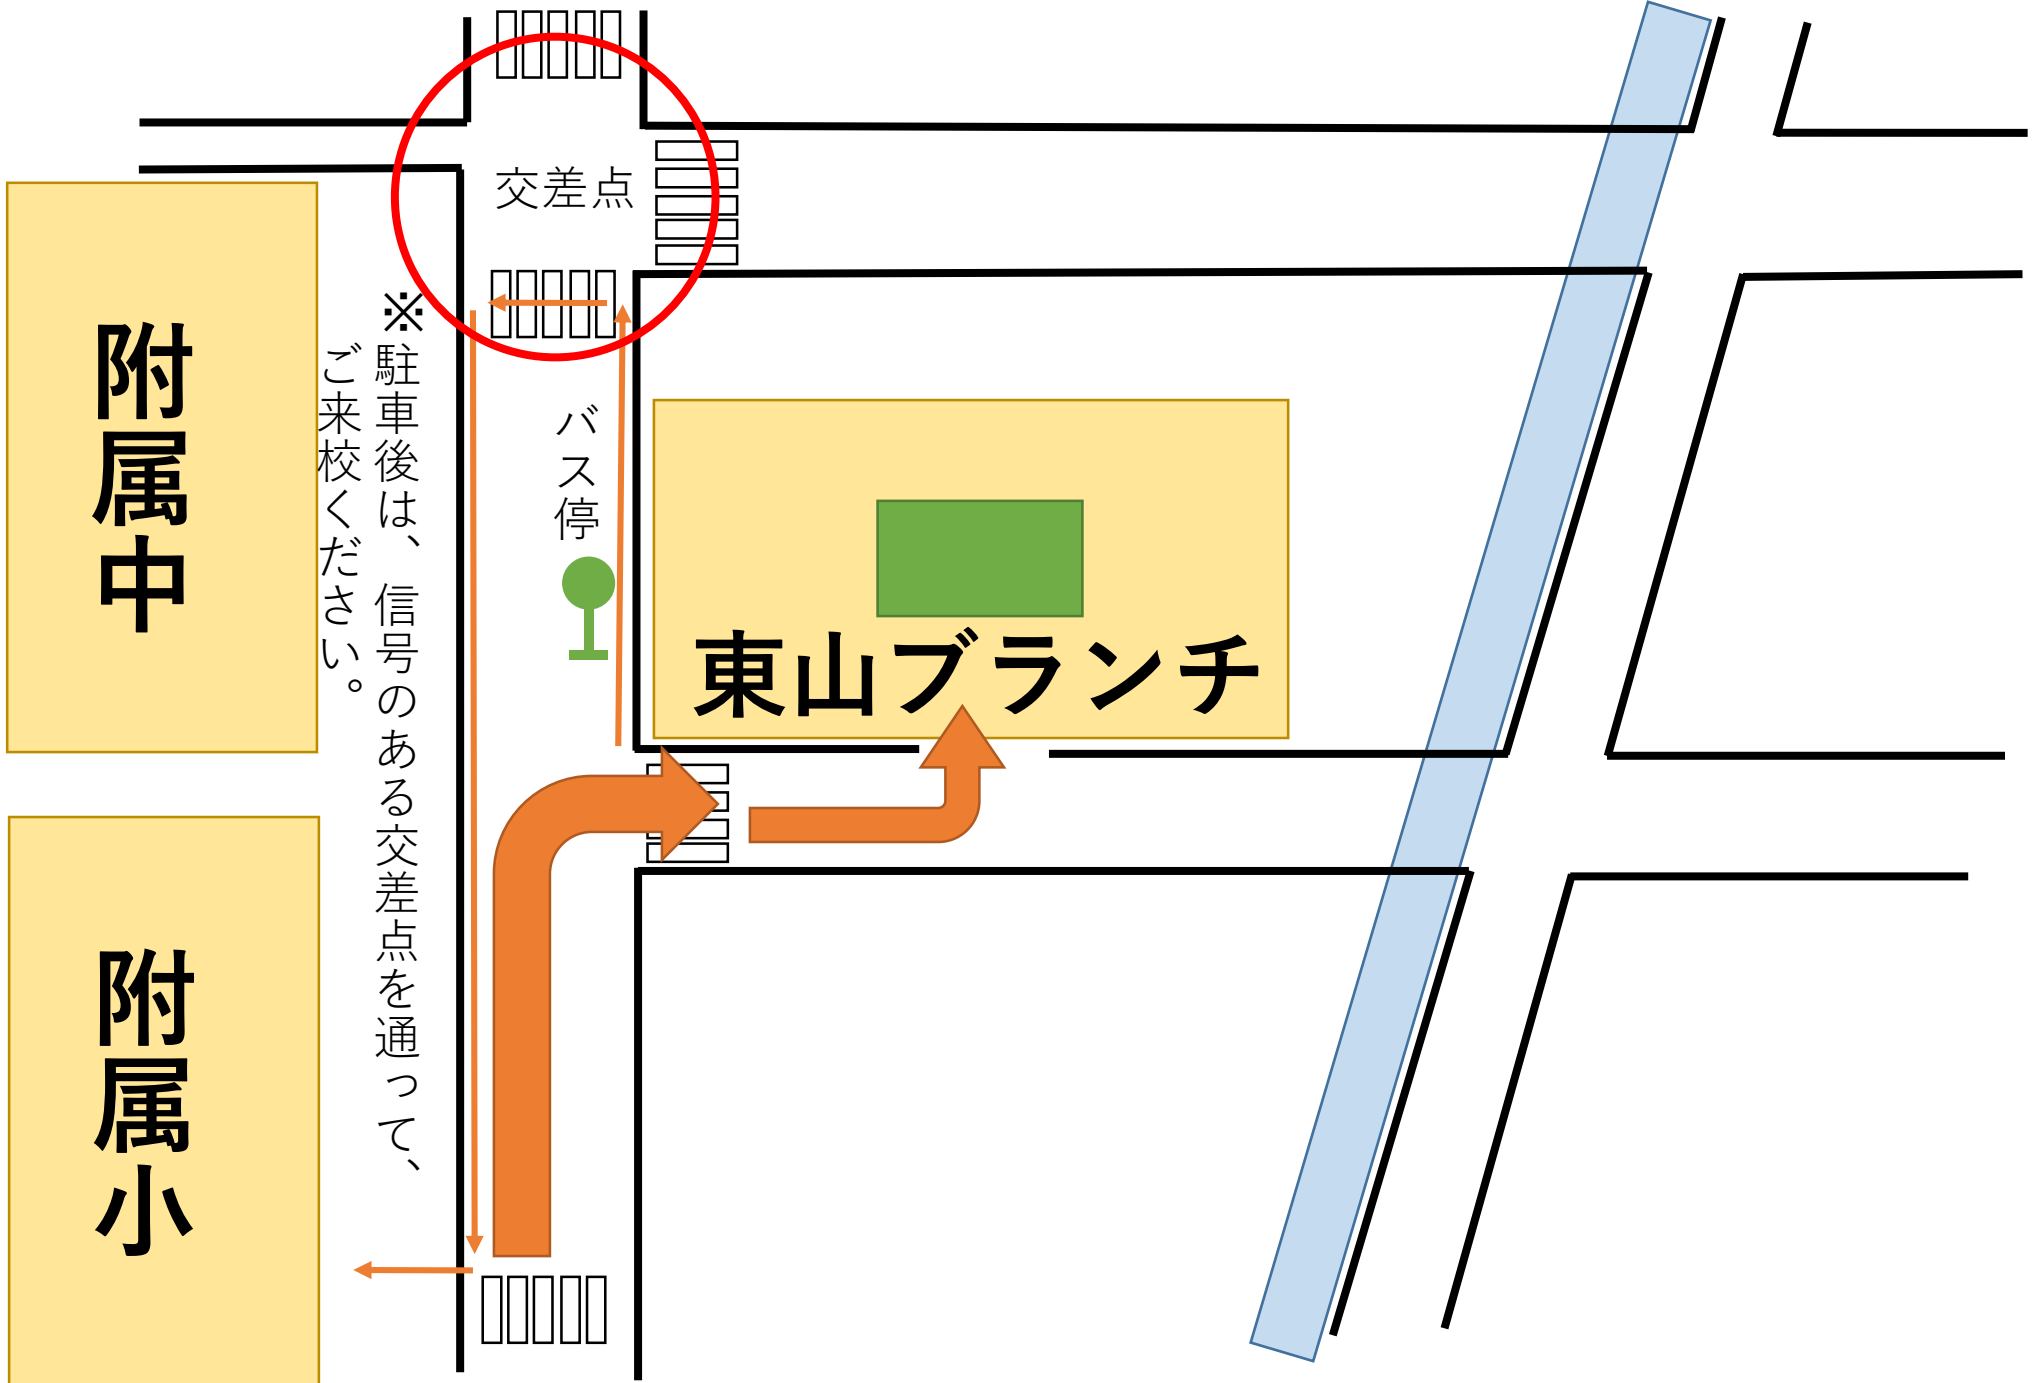 交差点
※駐車後は、信号のある交差点を通って、
ご来校ください。
バス停
附属中
東山ブランチ
附属小